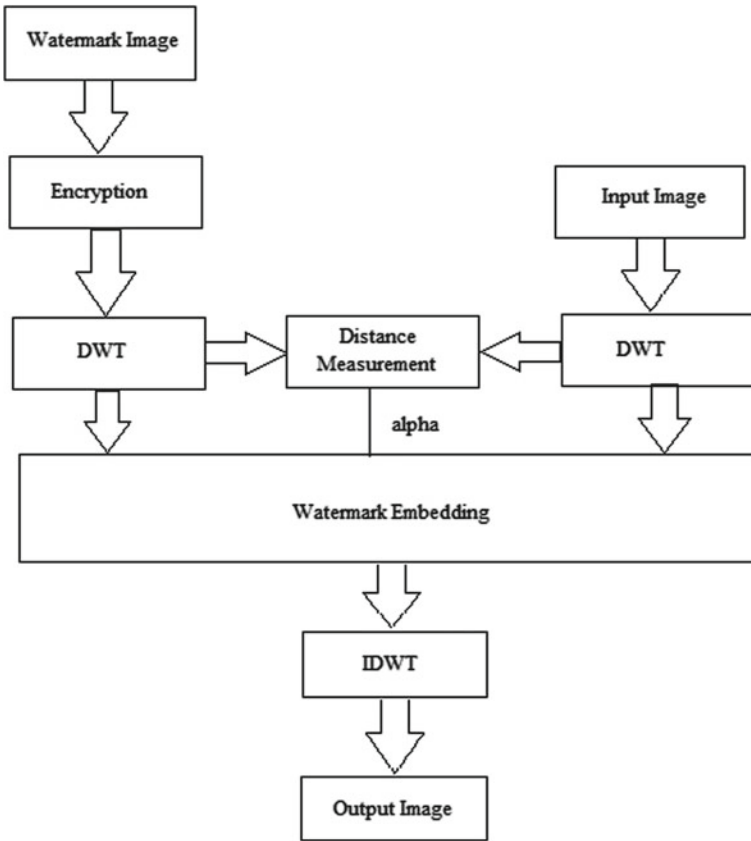 Watermark Image
Encryption
Input Image
DWT
Distance
Measurement
DWT
alpha
Watermark Embedding
IDWT
Output Image